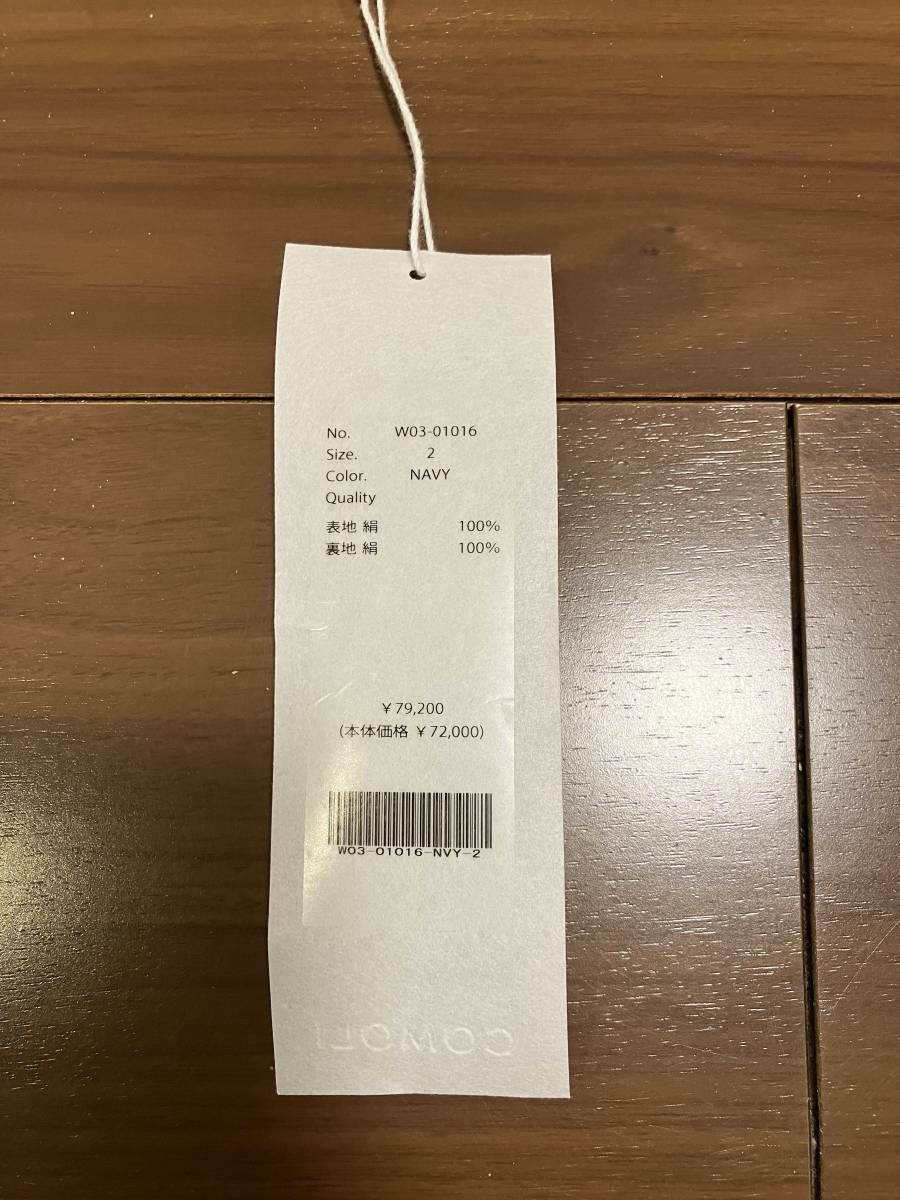 No. W03-01016
Size. 2
Color. NAVY
Quality
表地 絹 100%
裏地 絹 100%
¥79,200
(本体価格 ¥72,000)
W03-01016-NVY-2
COMOLI